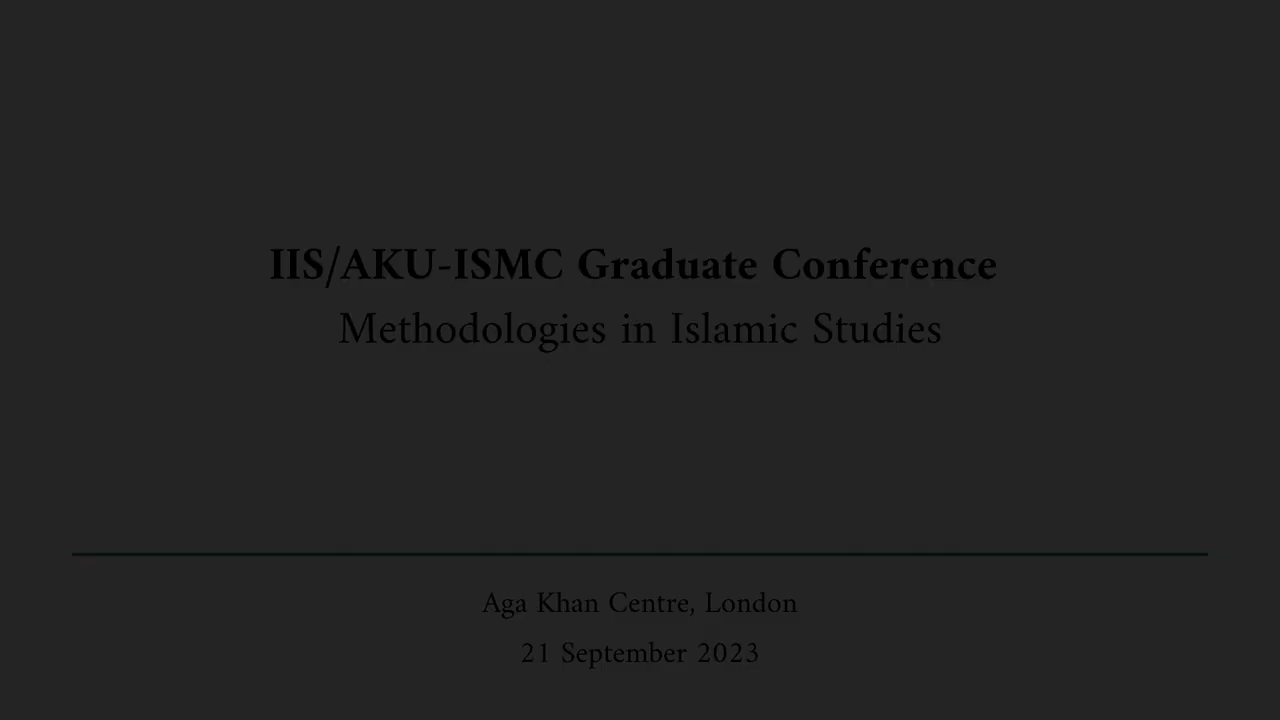 IIS/AKU-ISMC Graduate Conference
Methodologies in Islamic Studies
Aga Khan Centre, London
21 September 2023